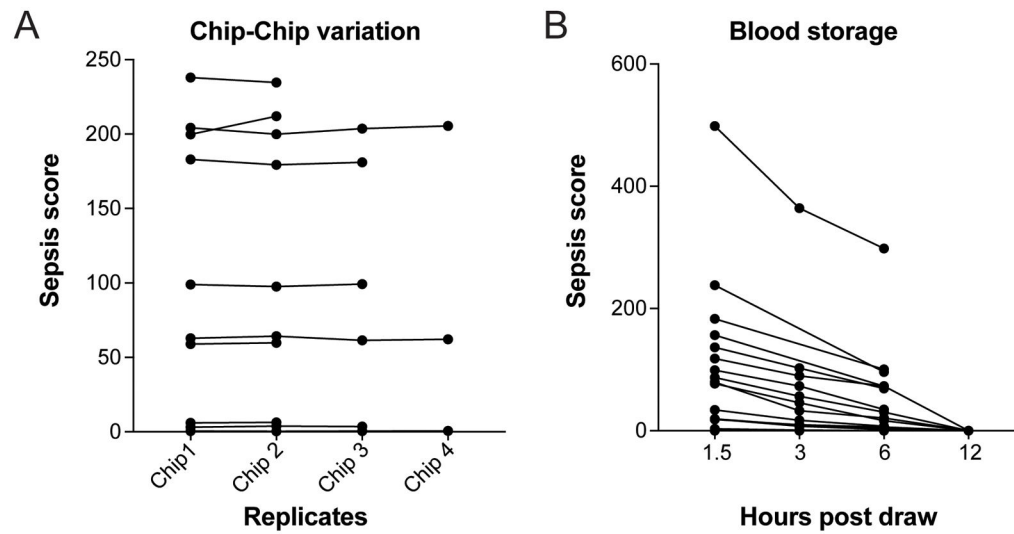 A
Chip-Chip variation
Sepsis score
250
200
150
100
50
0
Chip1
Chip 2
Chip 3
Chip 4
Replicates
B
Blood storage
Sepsis score
600
400
200
0
1.5
3
6
12
Hours post draw